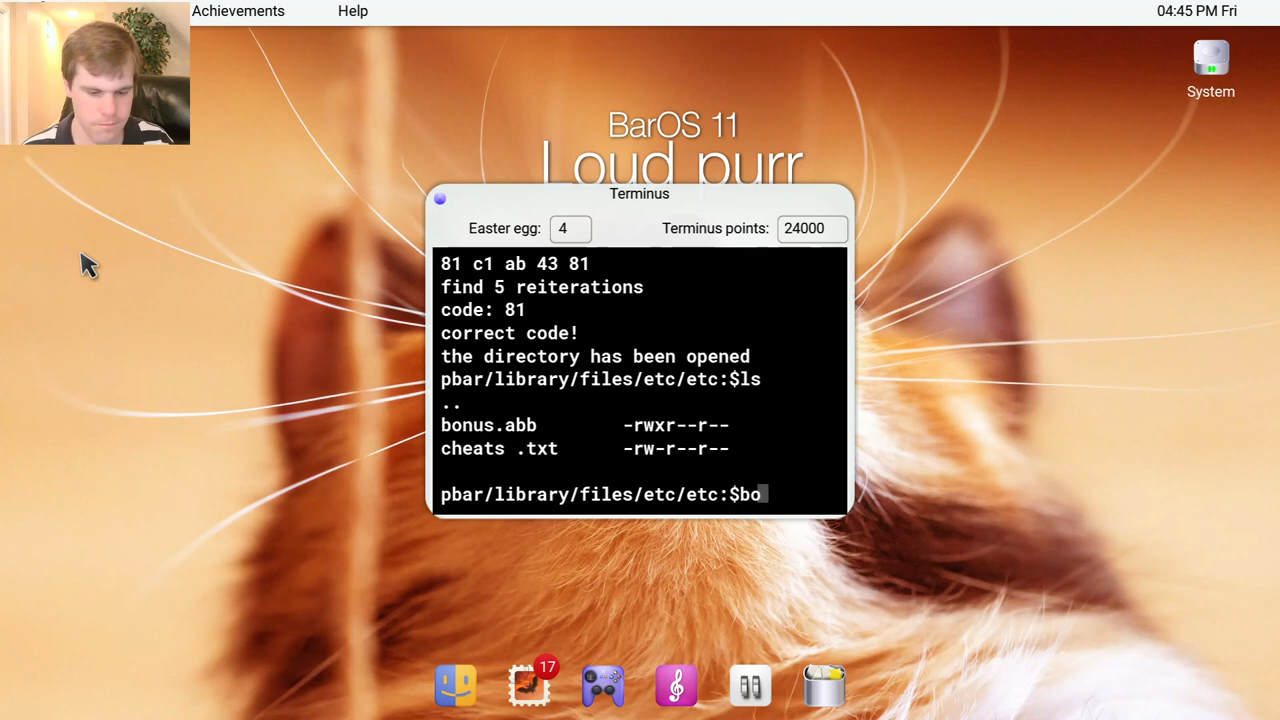 Achievements
Help
04:45 PM Fri
System
BarOS 11
Loud purr
Terminus
Easter egg: 4
Terminus points: 24000
81 c1 ab 43 81
find 5 reiterations
code: 81
correct code!
the directory has been opened
pbar/library/files/etc/etc:$ls
..
bonus.abb -rwxr--r--
cheats .txt -rw-r--r--
pbar/library/files/etc/etc:$bo
17